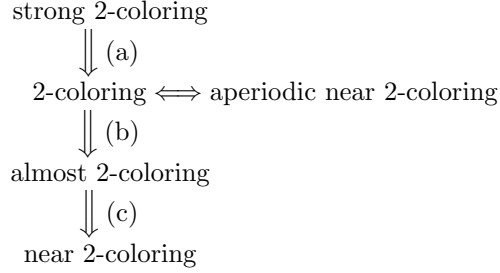 strong 2-coloring
(a)
2-coloring ⟺ aperiodic near 2-coloring
(b)
almost 2-coloring
(c)
near 2-coloring